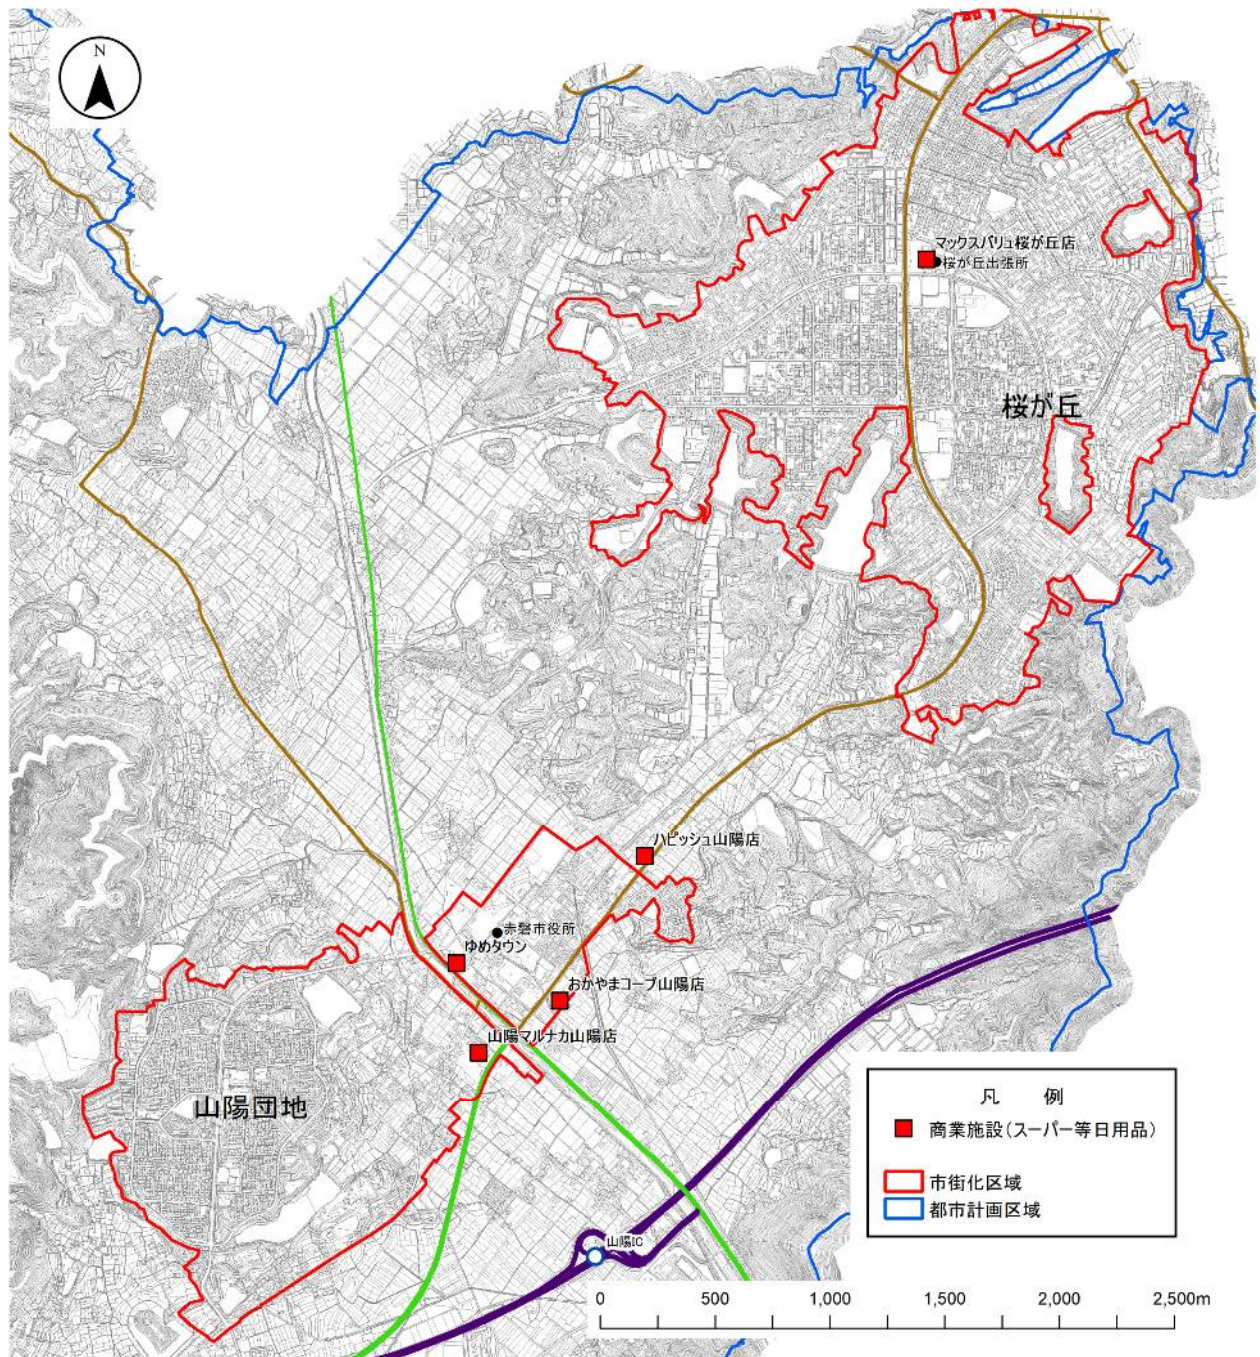 N
マックスバリュ桜が丘店
桜が丘出張所
桜が丘
ハピッシュ山陽店
赤磐市役所
ゆめタウン
おかやまコープ山陽店
山陽マルナカ山陽店
山陽団地
山陽IC
凡 例
商業施設(スーパー等日用品)
市街化区域
都市計画区域
0 500 1,000 1,500 2,000 2,500m